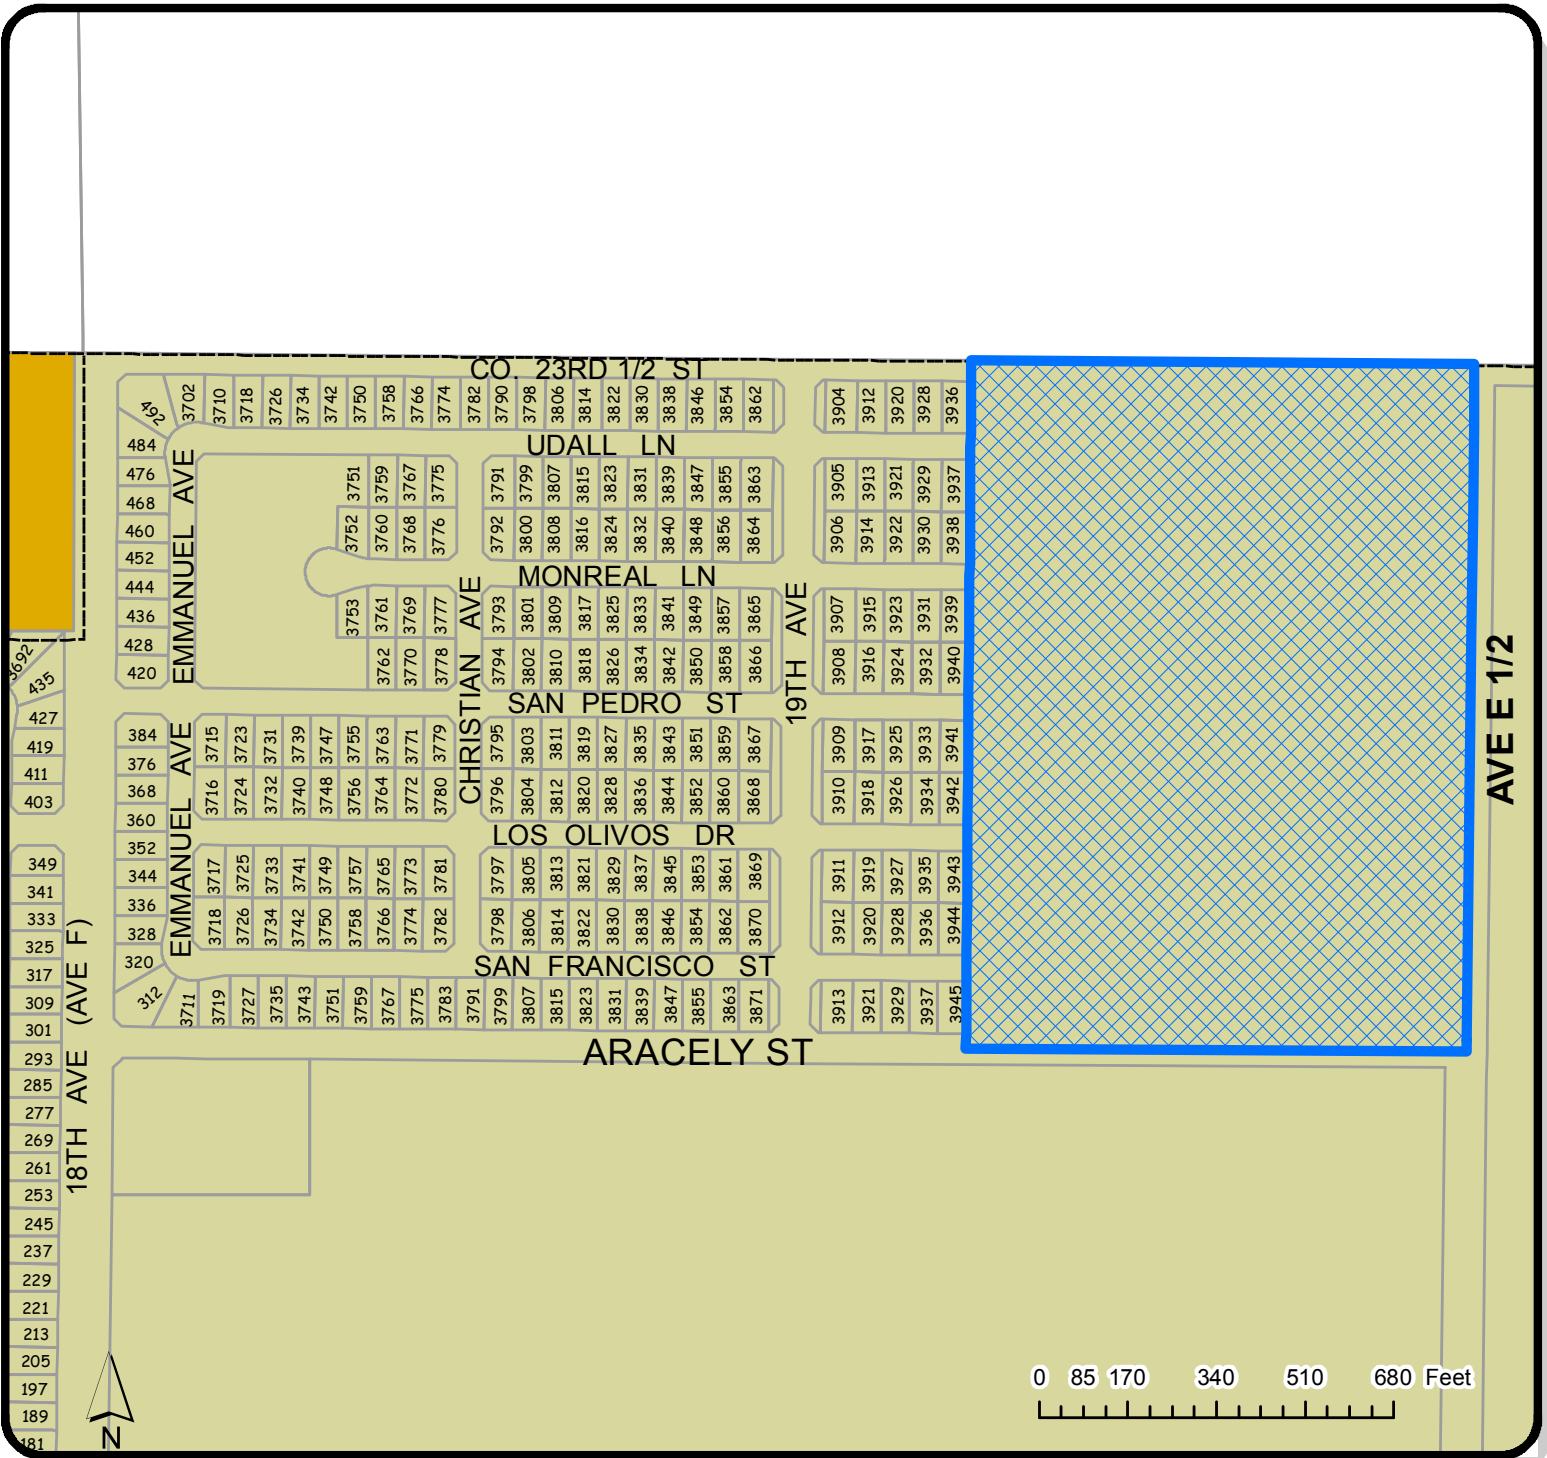 CO. 23RD 1/2 ST
492 3702 3710 3718 3726 3734 3742 3750 3758 3766 3774 3782 3790 3798 3806 3814 3822 3830 3838 3846 3854 3862 3904 3912 3920 3928 3936
UDALL LN
484
476
468
460
452
444
436
428
420
EMMANUEL AVE
3751 3759 3767 3775 3791 3799 3807 3815 3823 3831 3839 3847 3855 3863 3905 3913 3921 3929 3937
3752 3760 3768 3776 3792 3800 3808 3816 3824 3832 3840 3848 3856 3864 3906 3914 3922 3930 3938
MONREAL LN
3753 3761 3769 3777 3793 3801 3809 3817 3825 3833 3841 3849 3857 3865 3907 3915 3923 3931 3939
3762 3770 3778 3794 3802 3810 3818 3826 3834 3842 3850 3858 3866 3908 3916 3924 3932 3940
CHRISTIAN AVE
19TH AVE
AVE E 1/2
SAN PEDRO ST
3692
435
427
419
411
403
384
376
368
360
352
344
336
328
320
312
EMMANUEL AVE
3715 3723 3731 3739 3747 3755 3763 3771 3779 3795 3803 3811 3819 3827 3835 3843 3851 3859 3867 3909 3917 3925 3933 3941
3716 3724 3732 3740 3748 3756 3764 3772 3780 3796 3804 3812 3820 3828 3836 3844 3852 3860 3868 3910 3918 3926 3934 3942
LOS OLIVOS DR
3717 3725 3733 3741 3749 3757 3765 3773 3781 3797 3805 3813 3821 3829 3837 3845 3853 3861 3869 3911 3919 3927 3935 3943
3718 3726 3734 3742 3750 3758 3766 3774 3782 3798 3806 3814 3822 3830 3838 3846 3854 3862 3870 3912 3920 3928 3936 3944
SAN FRANCISCO ST
3711 3719 3727 3735 3743 3751 3759 3767 3775 3783 3791 3799 3807 3815 3823 3831 3839 3847 3855 3863 3871 3913 3921 3929 3937 3945
ARACELY ST
349
341
333
325
317
309
301
293
285
277
269
261
253
245
237
229
221
213
205
197
189
181
18TH AVE (AVE F)
N
0 85 170 340 510 680 Feet